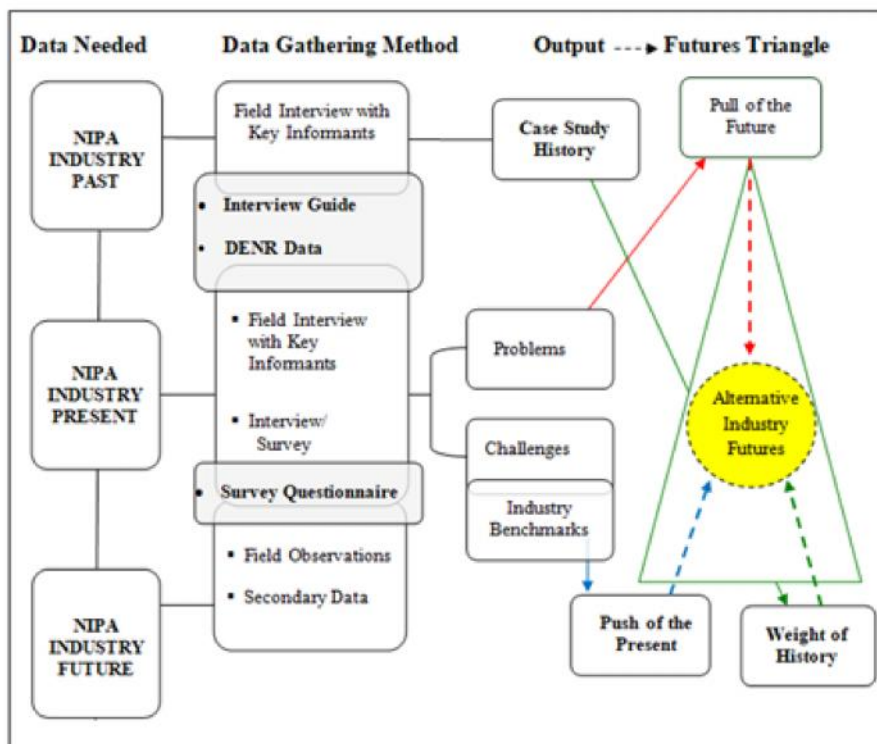 Data Needed
Data Gathering Method
Output
Futures Triangle
NIPA
INDUSTRY
PAST
Field Interview with
Key Informants
• Interview Guide
• DENR Data
Case Study
History
Pull of the
Future
NIPA
INDUSTRY
PRESENT
▪ Field Interview
with Key
Informants
▪ Interview/
Survey
• Survey Questionnaire
Problems
Challenges
Industry
Benchmarks
Alternative
Industry
Futures
NIPA
INDUSTRY
FUTURE
▪ Field Observations
▪ Secondary Data
Push of the
Present
Weight of
History